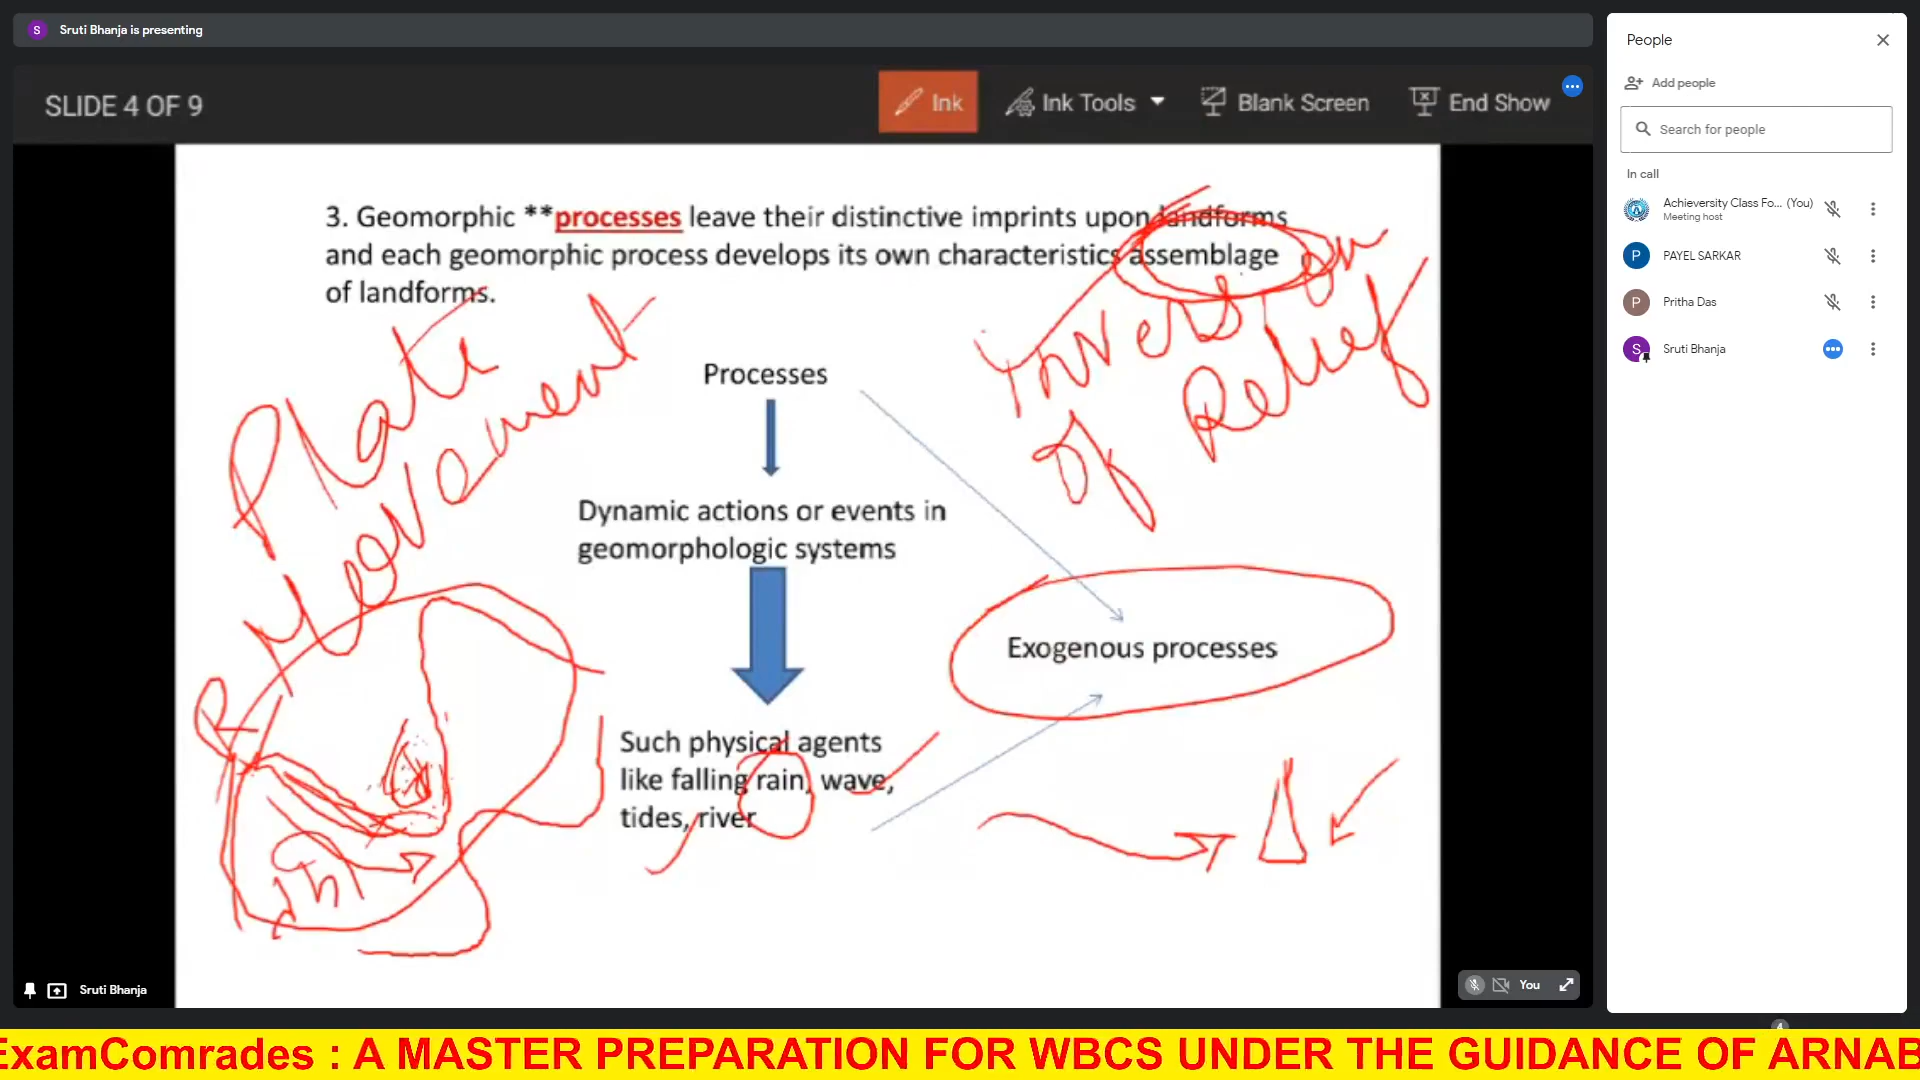 S Sruti Bhanja is presenting
SLIDE 4 OF 9
Ink
Ink Tools
Blank Screen
End Show
3. Geomorphic **processes leave their distinctive imprints upon landforms
and each geomorphic process develops its own characteristics assemblage
of landforms.
Plate
Movement
Inversion
of Relief
Processes
Dynamic actions or events in
geomorphologic systems
Exogenous processes
Such physical agents
like falling rain, wave,
tides, river
Sruti Bhanja
You
People
Add people
Search for people
In call
Achieversity Class Fo... (You)
Meeting host
P PAYEL SARKAR
P Pritha Das
S Sruti Bhanja
4
ExamComrades : A MASTER PREPARATION FOR WBCS UNDER THE GUIDANCE OF ARNAB